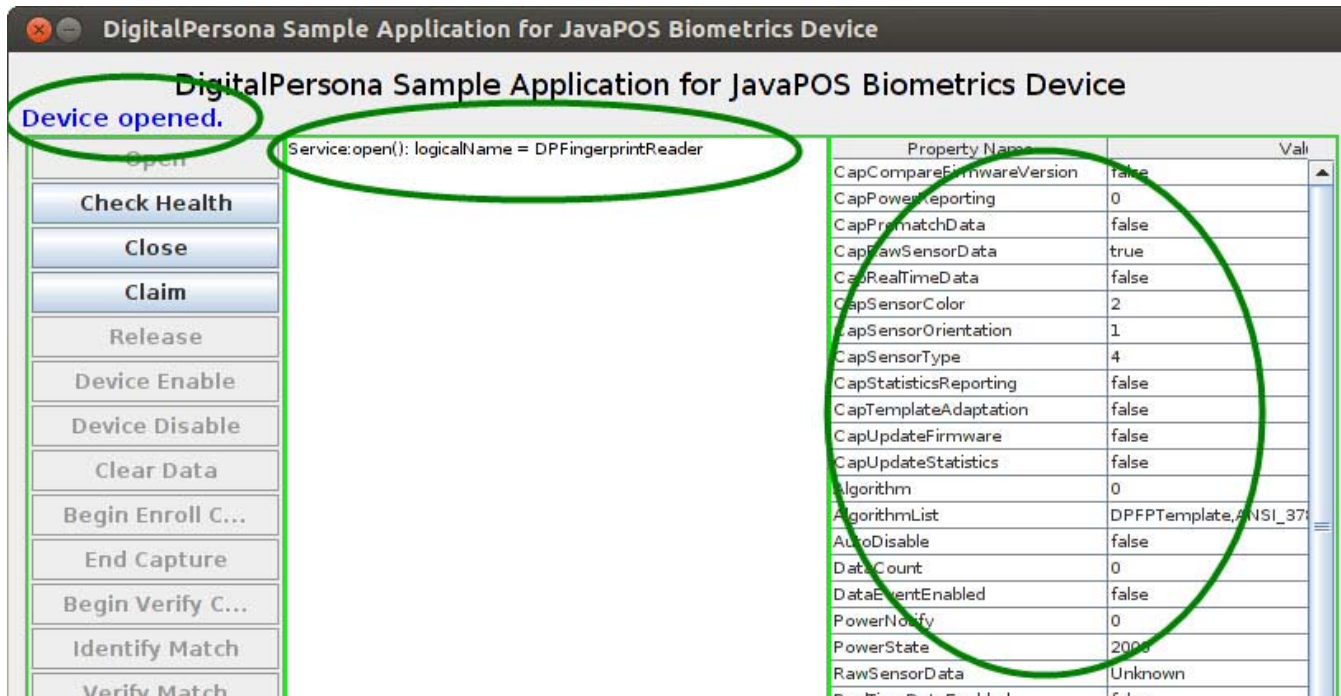 DigitalPersona Sample Application for JavaPOS Biometrics Device
DigitalPersona Sample Application for JavaPOS Biometrics Device
Device opened.
Open
Check Health
Close
Claim
Release
Device Enable
Device Disable
Clear Data
Begin Enroll C...
End Capture
Begin Verify C...
Identify Match
Verify Match
Service:open(): logicalName = DPFingerprintReader
Property Name Val
CapCompareFirmwareVersion false
CapPowerReporting 0
CapPrematchData false
CapRawSensorData true
CapRealTimeData false
CapSensorColor 2
CapSensorOrientation 1
CapSensorType 4
CapStatisticsReporting false
CapTemplateAdaptation false
CapUpdateFirmware false
CapUpdateStatistics false
Algorithm 0
AlgorithmList DPFPTemplate,ANSI_378
AutoDisable false
DataCount 0
DataEventEnabled false
PowerNotify 0
PowerState 2000
RawSensorData Unknown